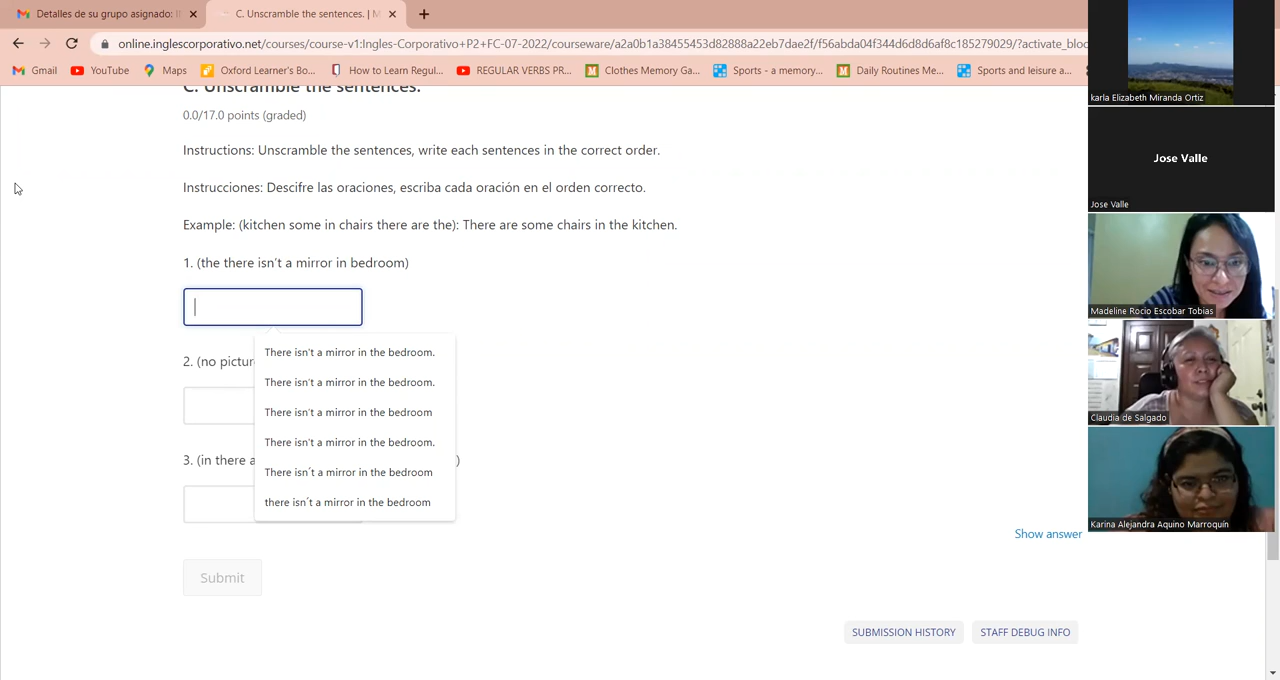 Detalles de su grupo asignado: I
C. Unscramble the sentences. | M
online.inglescorporativo.net/courses/course-v1:Ingles-Corporativo+P2+FC-07-2022/courseware/a2a0b1a38455453d82888a22eb7dae2f/f56abda04f344d6d8d6af8c185279029/?activate_bloc
Gmail YouTube Maps Oxford Learner's Bo... How to Learn Regul... REGULAR VERBS PR... Clothes Memory Ga... Sports - a memory... Daily Routines Me... Sports and leisure a...
C. Unscramble the sentences.
0.0/17.0 points (graded)
Instructions: Unscramble the sentences, write each sentences in the correct order.
Instrucciones: Descifre las oraciones, escriba cada oración en el orden correcto.
Example: (kitchen some in chairs there are the): There are some chairs in the kitchen.
1. (the there isn't a mirror in bedroom)
There isn't a mirror in the bedroom.
2. (no pictur
There isn't a mirror in the bedroom.
There isn't a mirror in the bedroom
There isn't a mirror in the bedroom.
3. (in there a )
There isn´t a mirror in the bedroom
there isn´t a mirror in the bedroom
Show answer
Submit
SUBMISSION HISTORY STAFF DEBUG INFO
karla Elizabeth Miranda Ortiz
Jose Valle
Jose Valle
Madeline Rocio Escobar Tobias
Claudia de Salgado
Karina Alejandra Aquino Marroquín